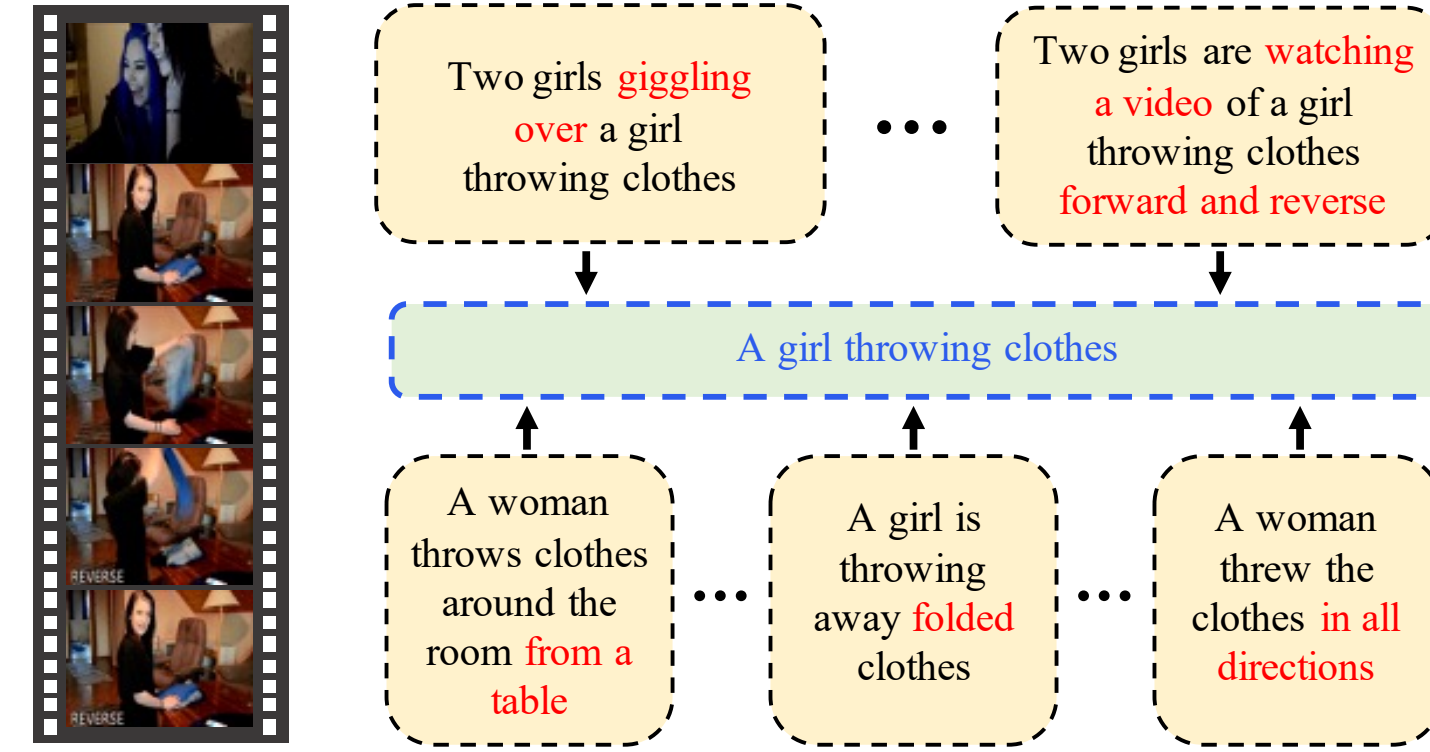 Two girls giggling
over a girl
throwing clothes
Two girls are watching
a video of a girl
throwing clothes
forward and reverse
A girl throwing clothes
A woman
throws clothes
around the
room from a
table
A girl is
throwing
away folded
clothes
A woman
threw the
clothes in all
directions
REVERSE
REVERSE